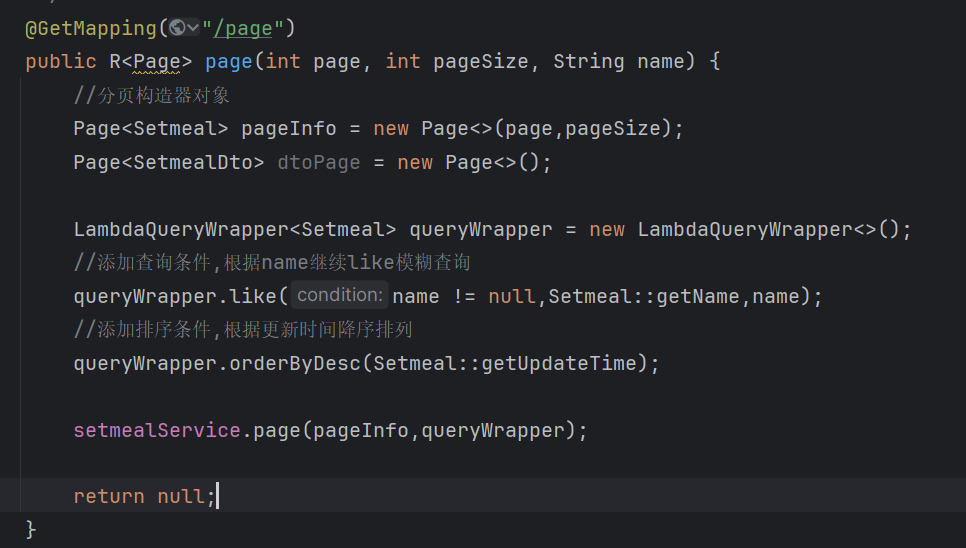 @GetMapping("/page")
public R<Page> page(int page, int pageSize, String name) {
//分页构造器对象
Page<Setmeal> pageInfo = new Page<>(page,pageSize);
Page<SetmealDto> dtoPage = new Page<>();
LambdaQueryWrapper<Setmeal> queryWrapper = new LambdaQueryWrapper<>();
//添加查询条件,根据name继续like模糊查询
queryWrapper.like( condition: name != null,Setmeal::getName,name);
//添加排序条件,根据更新时间降序排列
queryWrapper.orderByDesc(Setmeal::getUpdateTime);
setmealService.page(pageInfo,queryWrapper);
return null;
}